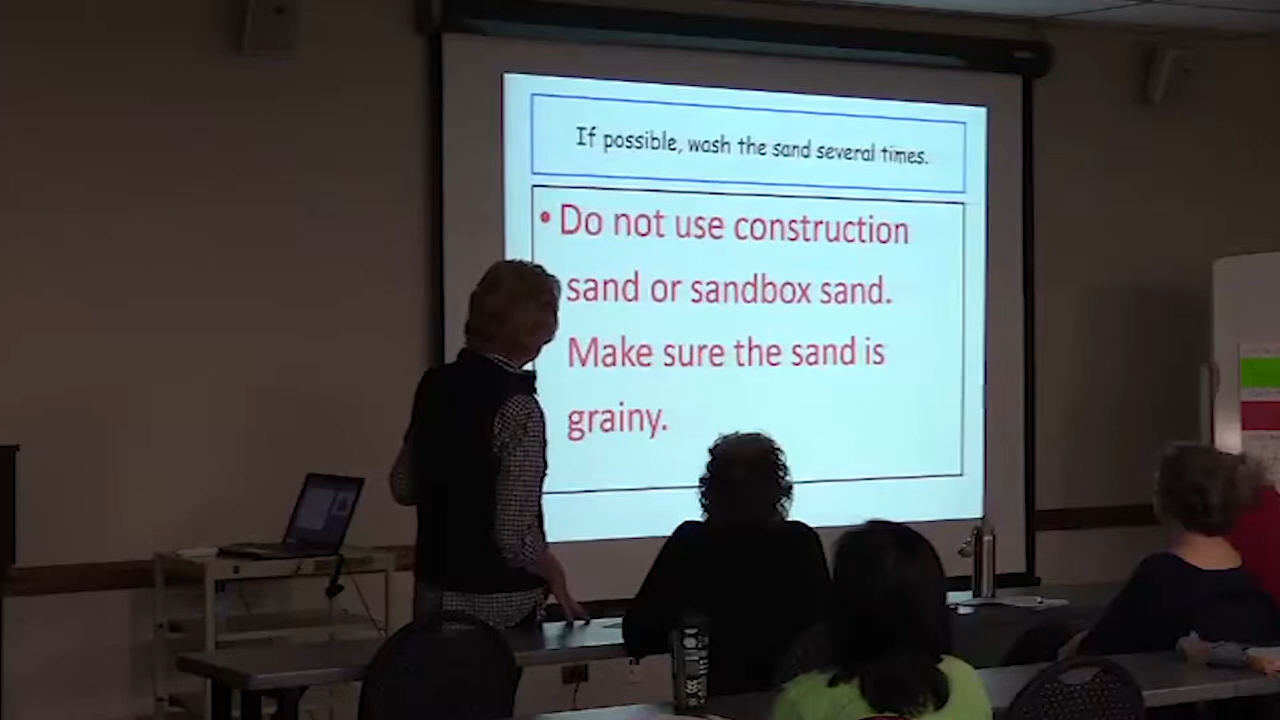 If possible, wash the sand several times.
• Do not use construction
sand or sandbox sand.
Make sure the sand is
grainy.